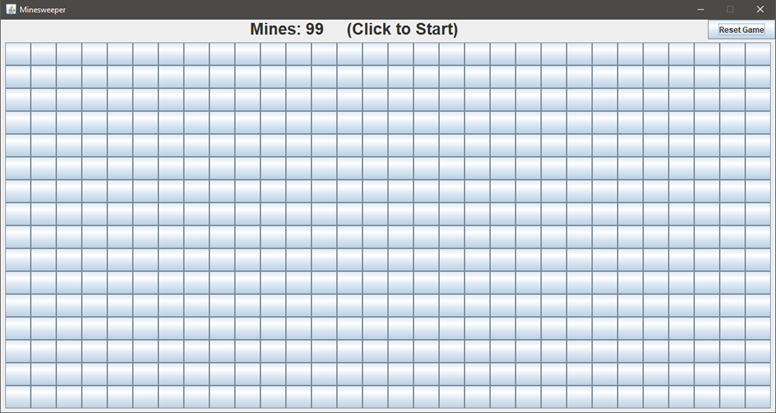 Minesweeper
Mines: 99 (Click to Start)
Reset Game